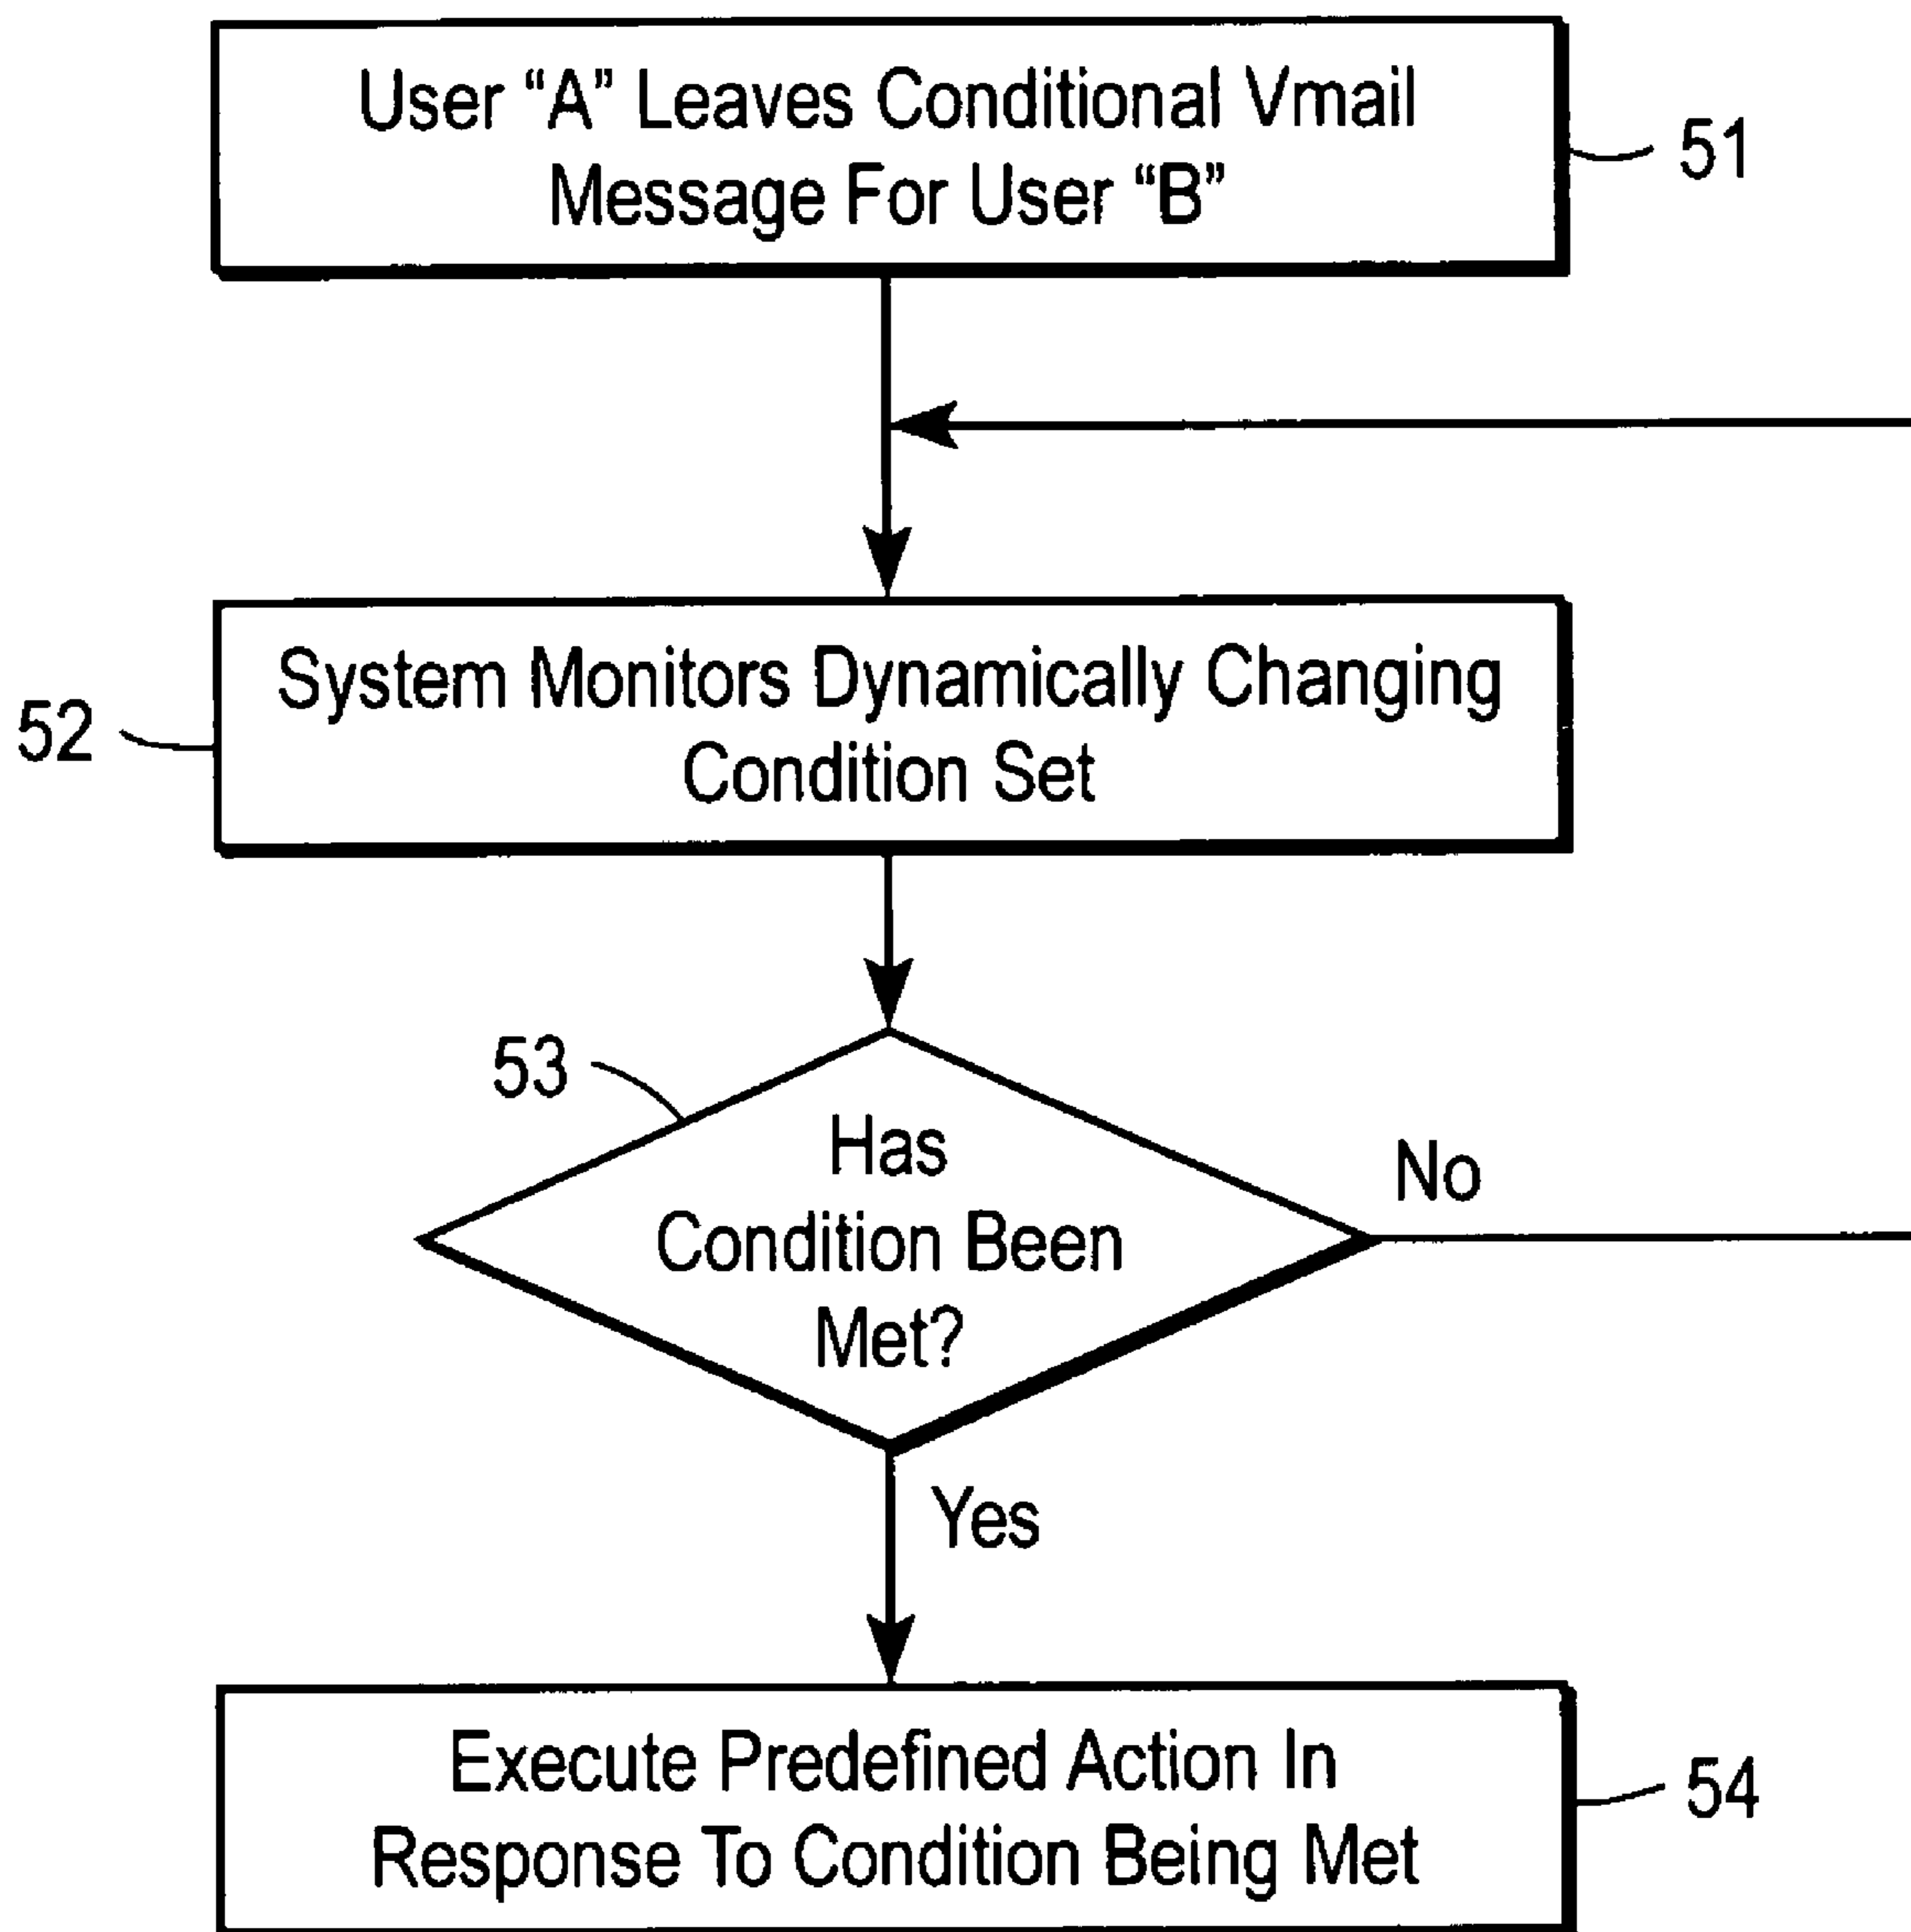 User “A” Leaves Conditional Vmail
Message For User “B”
51
System Monitors Dynamically Changing
Condition Set
52
53
Has
Condition Been
Met?
No
Yes
Execute Predefined Action In
Response To Condition Being Met
54